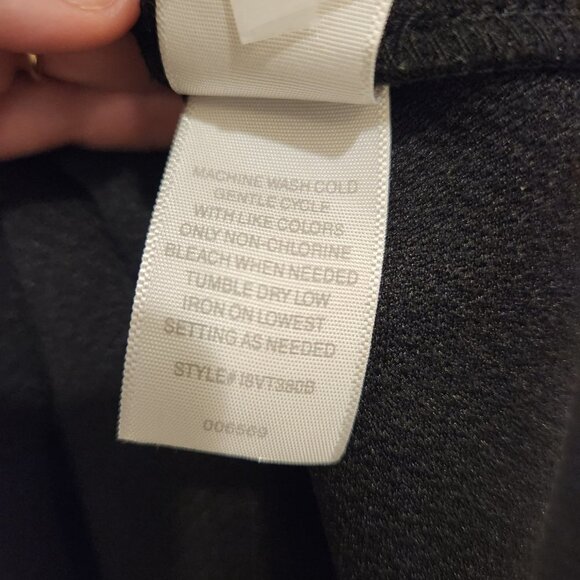 MACHINE WASH COLD
GENTLE CYCLE
WITH LIKE COLORS
ONLY NON-CHLORINE
BLEACH WHEN NEEDED
TUMBLE DRY LOW
IRON ON LOWEST
SETTING AS NEEDED
STYLE#
006569